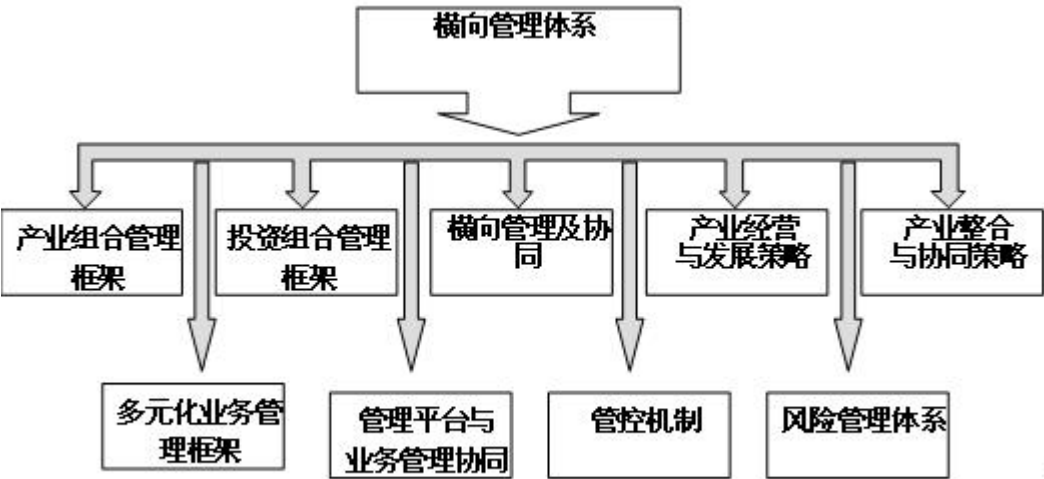 横向管理体系
产业组合管理
框架
投资组合管理
框架
横向管理及协
同
产业经营
与发展策略
产业整合
与协同策略
多元化业务管
理框架
管理平台与
业务管理协同
管控机制
风险管理体系